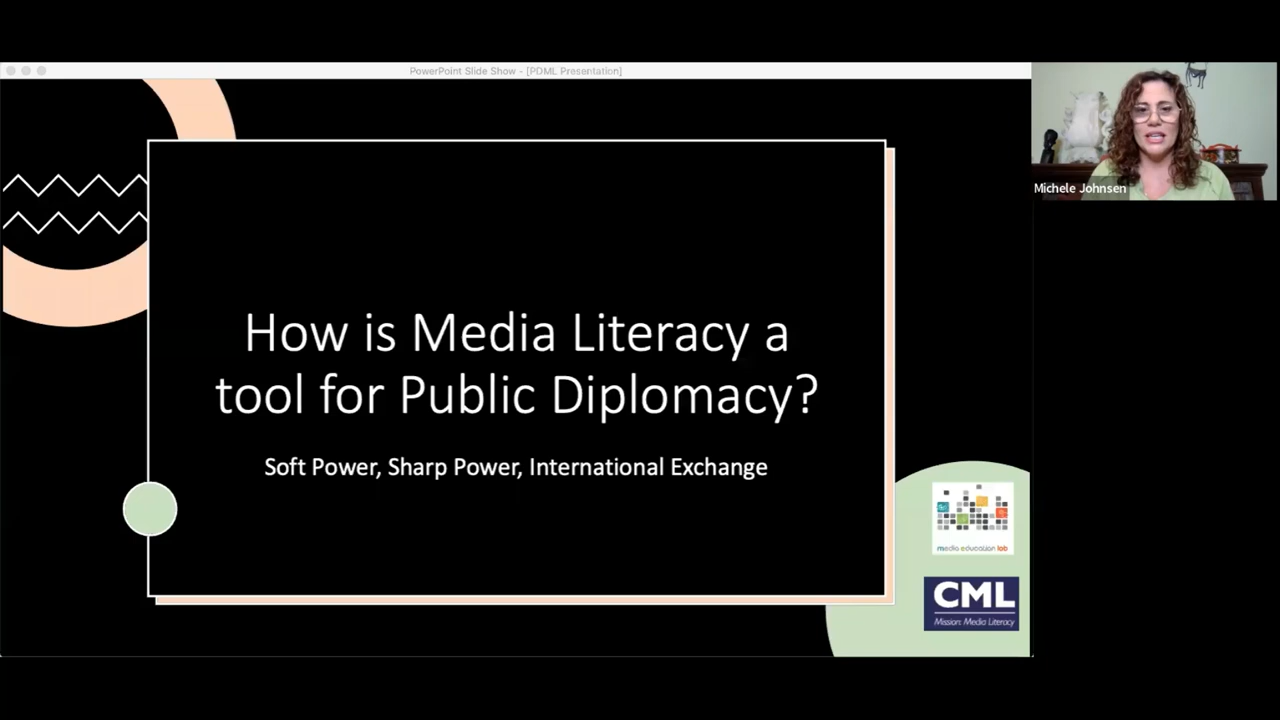 PowerPoint Slide Show - [PDML Presentation]
Michele Johnsen
How is Media Literacy a
tool for Public Diplomacy?
Soft Power, Sharp Power, International Exchange
media education lab
CML
Mission: Media Literacy